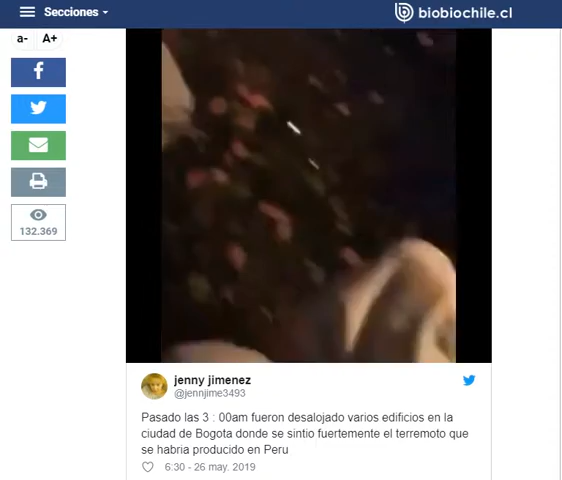 Secciones
biobiochile.cl
a- A+
132.369
jenny jimenez
@jennjime3493
Pasado las 3 : 00am fueron desalojado varios edificios en la
ciudad de Bogota donde se sintio fuertemente el terremoto que
se habria producido en Peru
6:30 - 26 may. 2019